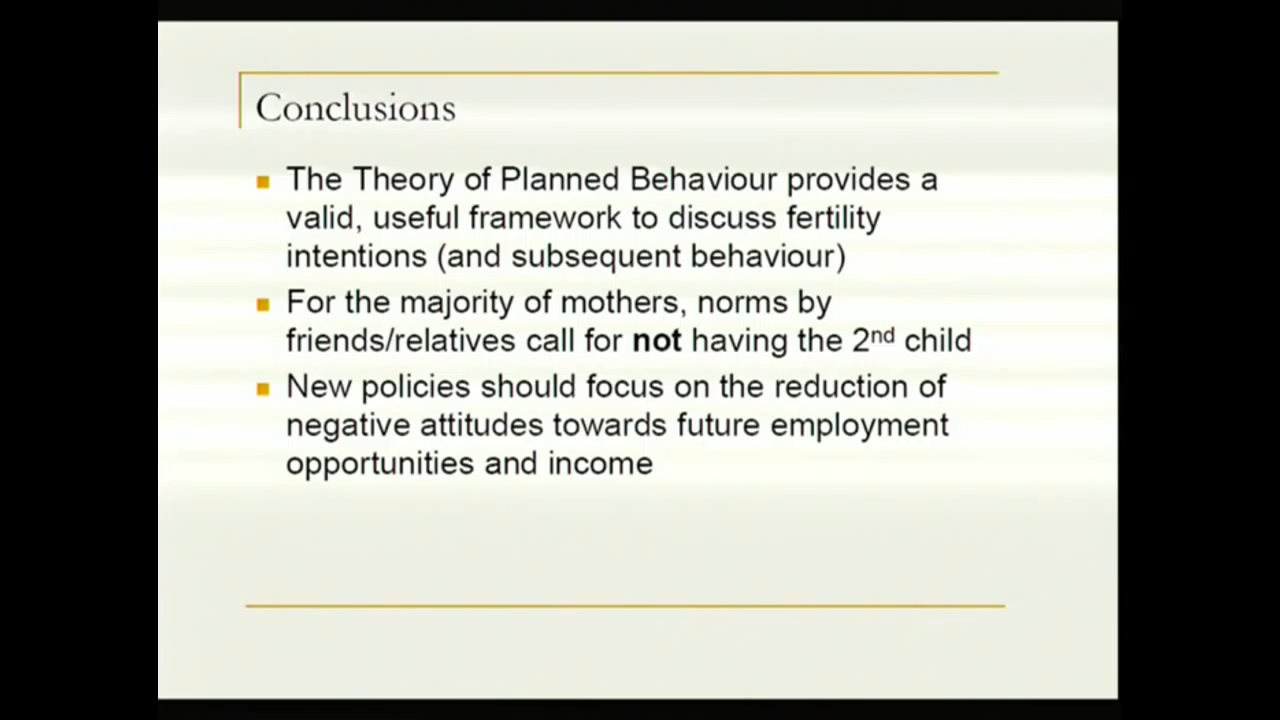 Conclusions
The Theory of Planned Behaviour provides a
valid, useful framework to discuss fertility
intentions (and subsequent behaviour)
For the majority of mothers, norms by
friends/relatives call for not having the 2nd child
New policies should focus on the reduction of
negative attitudes towards future employment
opportunities and income